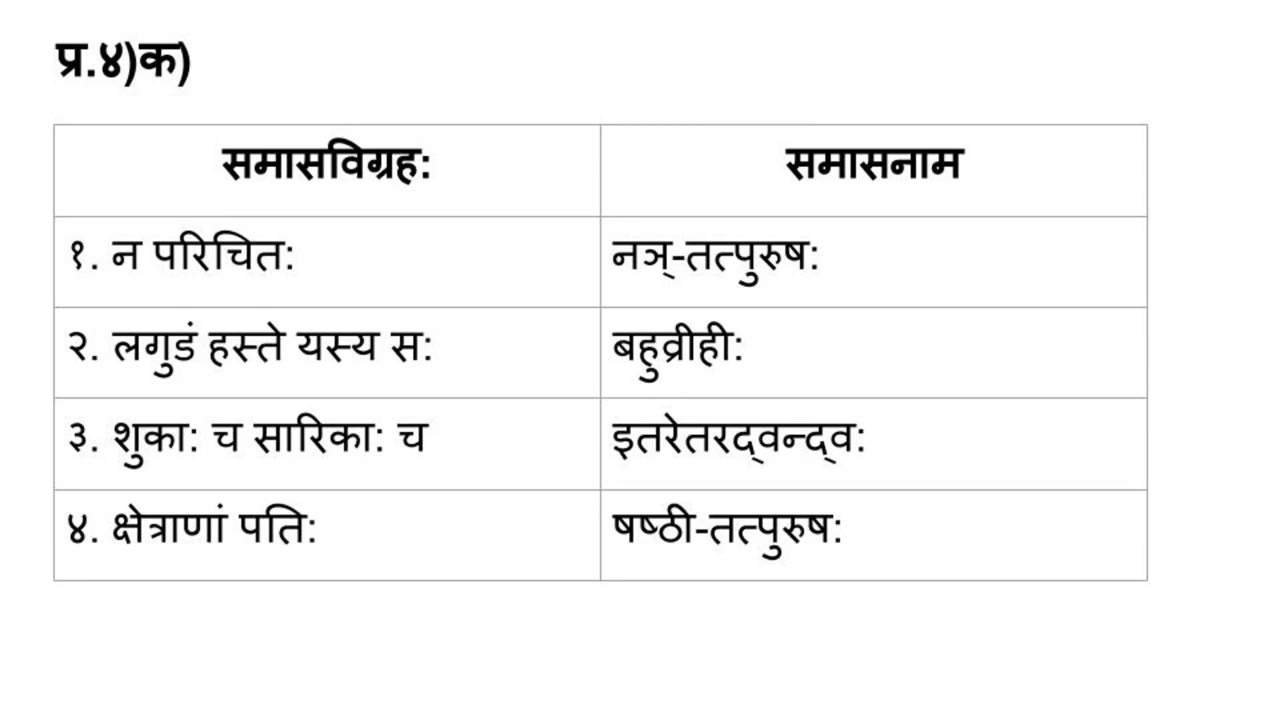 प्र.४)क)
समासविग्रह: समासनाम
१. न परिचित: नञ्-तत्पुरुष:
२. लगुडं हस्ते यस्य स: बहुव्रीही:
३. शुका: च सारिका: च इतरेतरद्‌वन्द्‌व:
४. क्षेत्राणां पति: षष्ठी-तत्पुरुष: